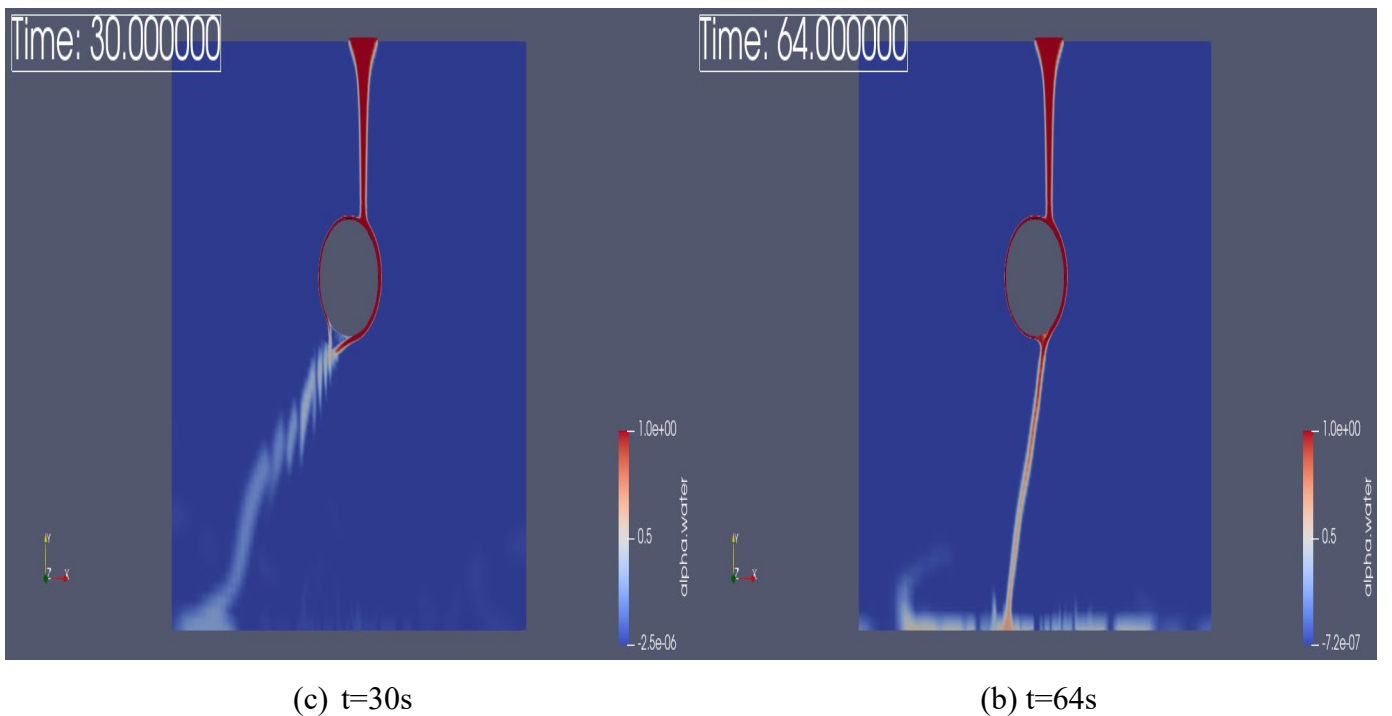 Time: 30.000000
1.0e+00
0.5
-2.5e-06
alpha.water
Y
Z X
(c) t=30s
Time: 64.000000
1.0e+00
0.5
-7.2e-07
alpha.water
Y
Z X
(b) t=64s